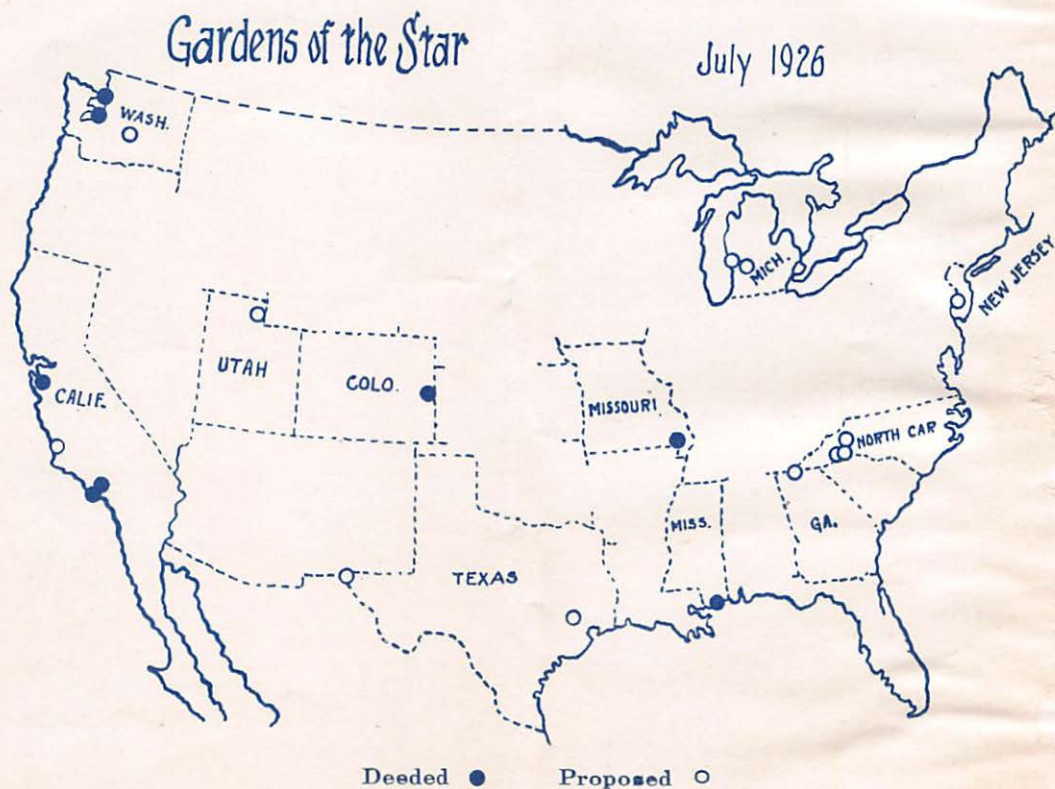 Gardens of the Star
July 1926
WASH.
MICH.
NEW JERSEY
UTAH
COLO.
CALIF.
MISSOURI
NORTH CAR
MISS.
GA.
TEXAS
Deeded
Proposed